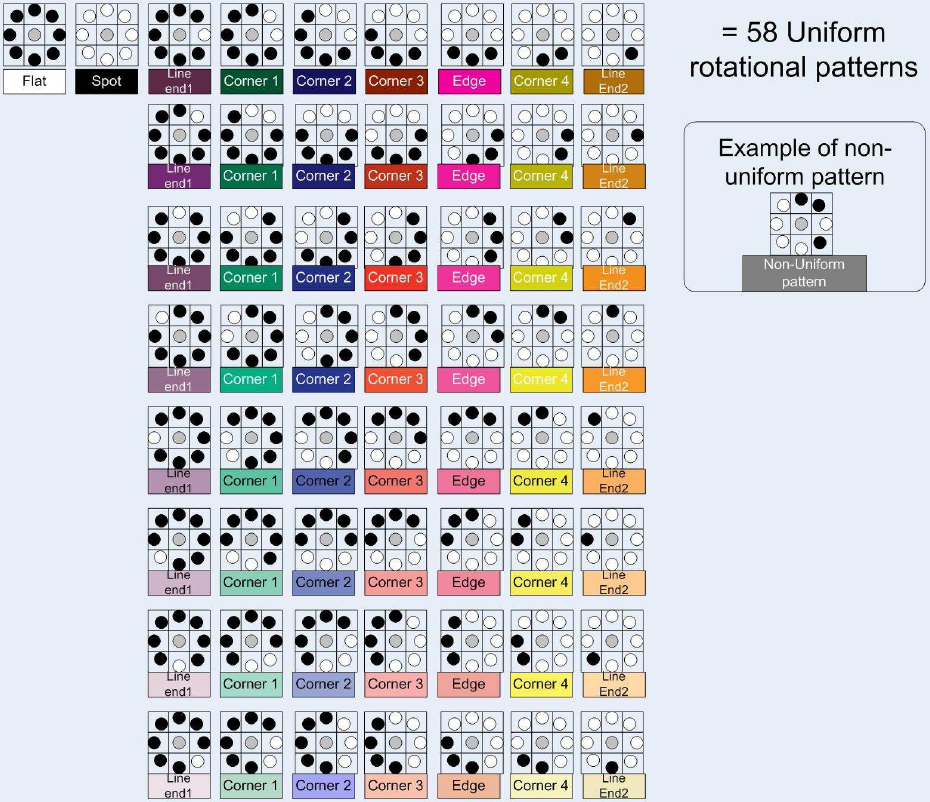 = 58 Uniform
rotational patterns
Flat
Spot
Line
end1
Corner 1
Corner 2
Corner 3
Edge
Corner 4
Line
End2
Line
end1
Corner 1
Corner 2
Corner 3
Edge
Corner 4
Line
End2
Example of non-
uniform pattern
Non-Uniform
pattern
Line
end1
Corner 1
Corner 2
Corner 3
Edge
Corner 4
Line
End2
Line
end1
Corner 1
Corner 2
Corner 3
Edge
Corner 4
Line
End2
Line
end1
Corner 1
Corner 2
Corner 3
Edge
Corner 4
Line
End2
Line
end1
Corner 1
Corner 2
Corner 3
Edge
Corner 4
Line
End2
Line
end1
Corner 1
Corner 2
Corner 3
Edge
Corner 4
Line
End2
Line
end1
Corner 1
Corner 2
Corner 3
Edge
Corner 4
Line
End2